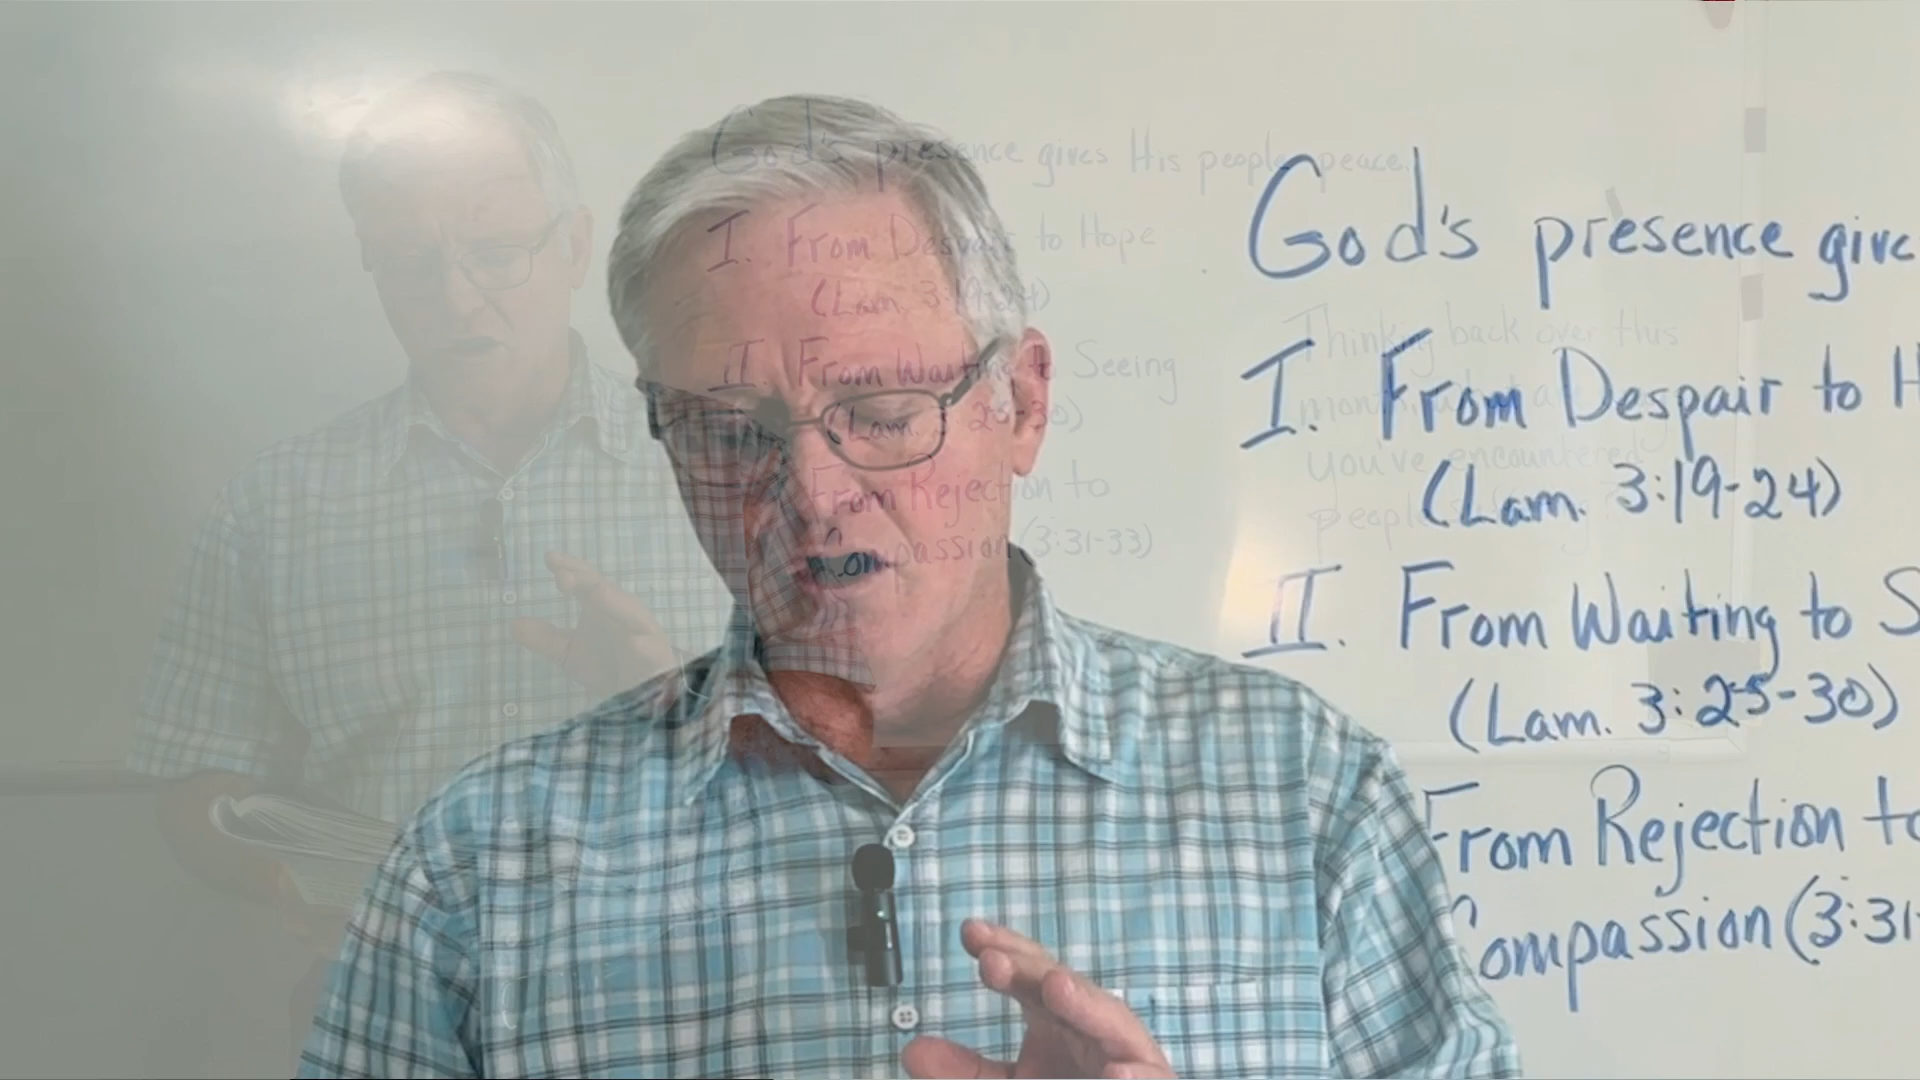 God's presence gives His people peace.
I. From Despair to Hope
(Lam. 3:19-24)
II. From Waiting to Seeing
(Lam. 25-30)
From Rejection to
Compassion (3:31-33)
Thinking back over this
you've encountered
people
God's presence give
I. From Despair to H
(Lam. 3:19-24)
II. From Waiting to S
(Lam. 3:25-30)
From Rejection to
Compassion (3:31-